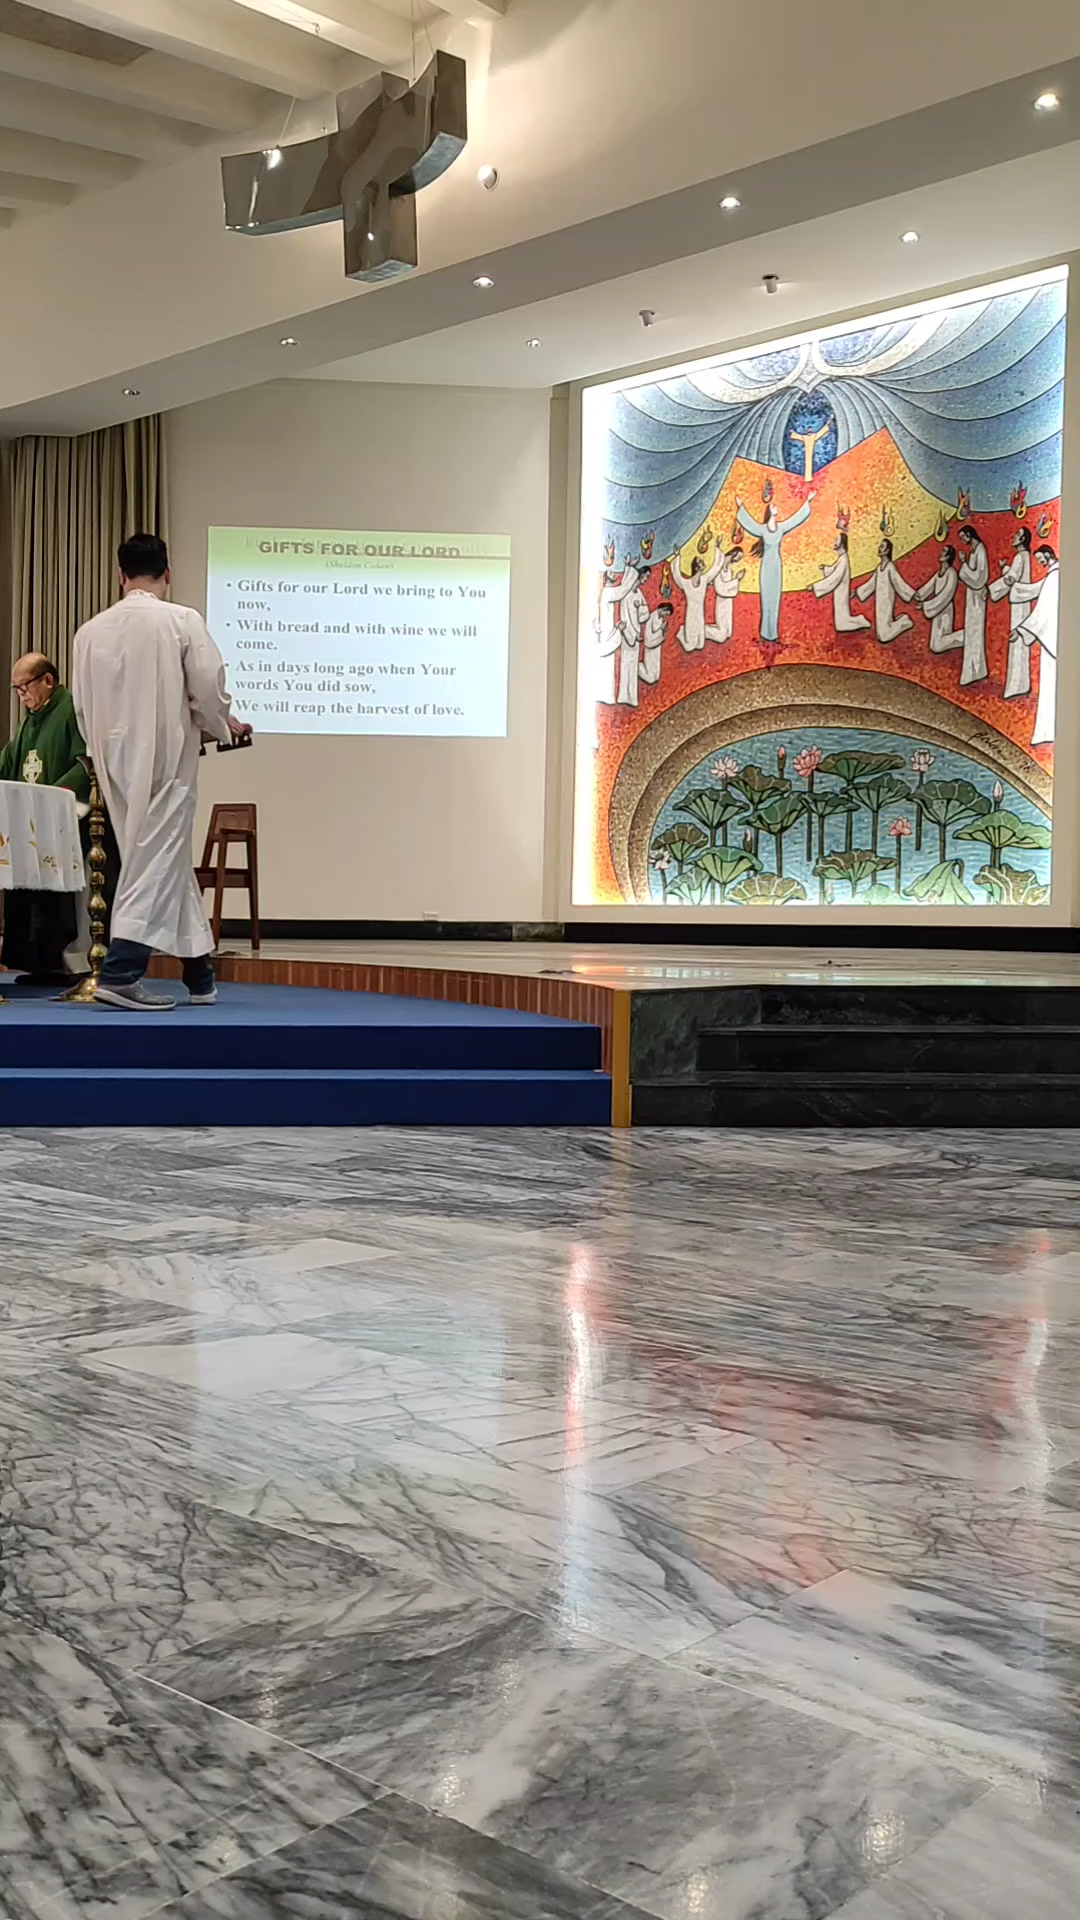 GIFTS FOR OUR LORD
(Sheldon Cohen)
• Gifts for our Lord we bring to You
now,
• With bread and with wine we will
come.
• As in days long ago when Your
words You did sow,
We will reap the harvest of love.